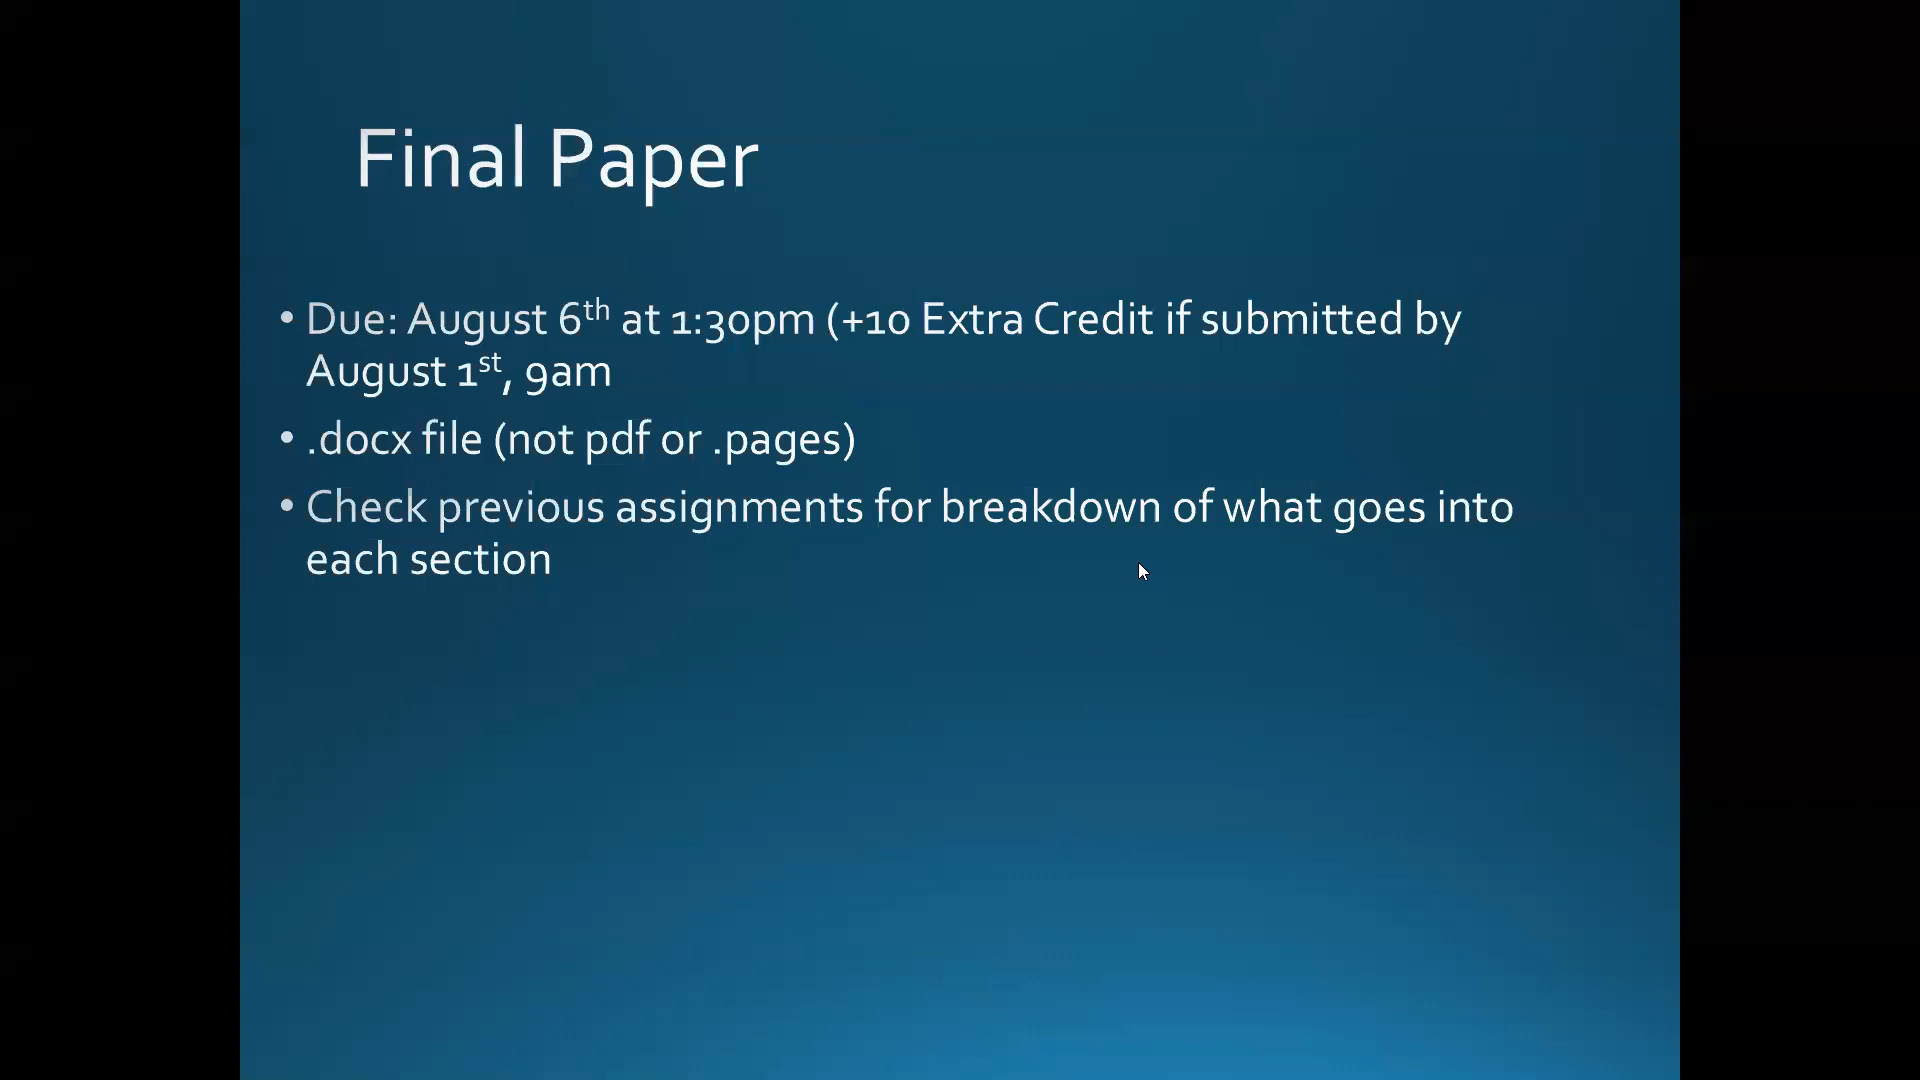 Final Paper
• Due: August 6th at 1:30pm (+10 Extra Credit if submitted by
August 1st, 9am
• .docx file (not pdf or .pages)
• Check previous assignments for breakdown of what goes into
each section